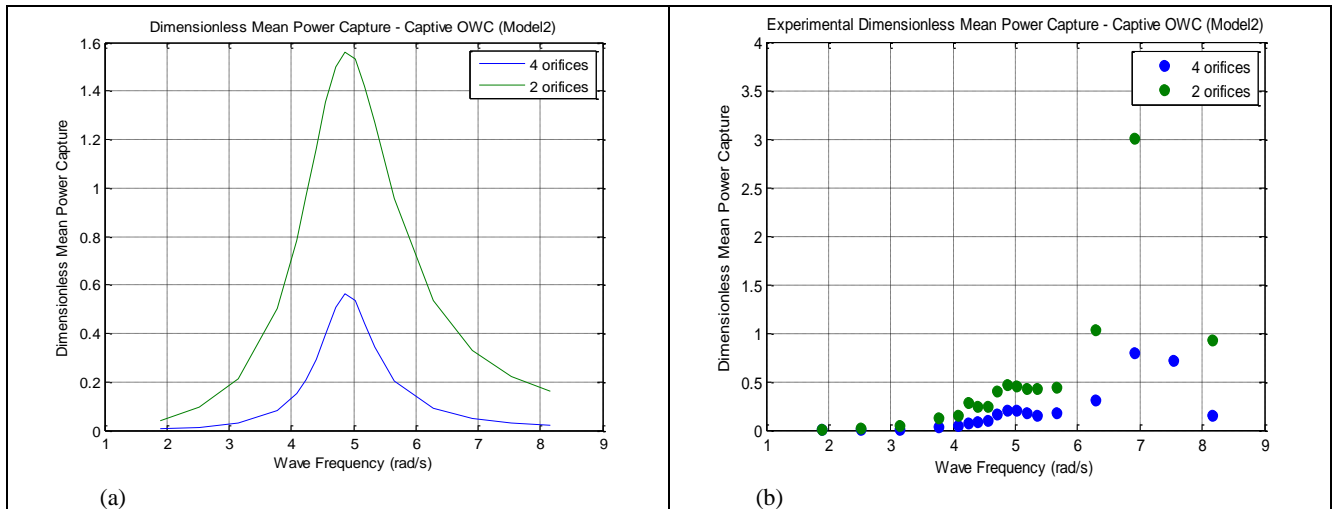 Dimensionless Mean Power Capture - Captive OWC (Model2)
1.6
1.4
1.2
1
0.8
0.6
0.4
0.2
0
Dimensionless Mean Power Capture
4 orifices
2 orifices
1 2 3 4 5 6 7 8 9
Wave Frequency (rad/s)
(a)
Experimental Dimensionless Mean Power Capture - Captive OWC (Model2)
4
3.5
3
2.5
2
1.5
1
0.5
0
Dimensionless Mean Power Capture
4 orifices
2 orifices
1 2 3 4 5 6 7 8 9
Wave Frequency (rad/s)
(b)